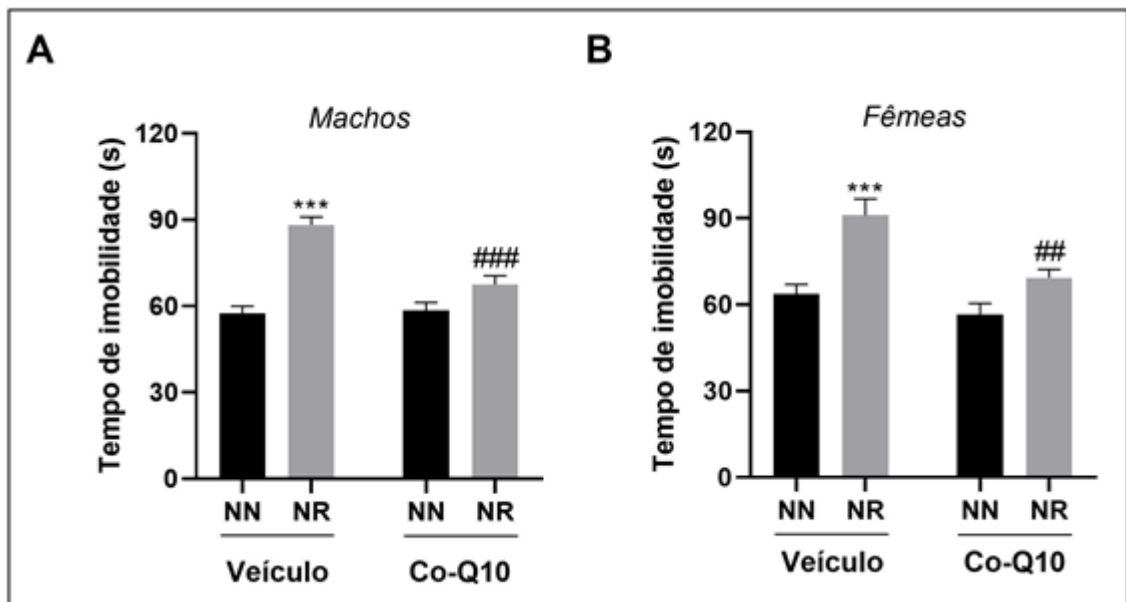 A
Machos
Tempo de imobilidade (s)
120
90
60
30
0
***
###
NN NR NN NR
Veículo Co-Q10
B
Fêmeas
Tempo de imobilidade (s)
120
90
60
30
0
***
##
NN NR NN NR
Veículo Co-Q10